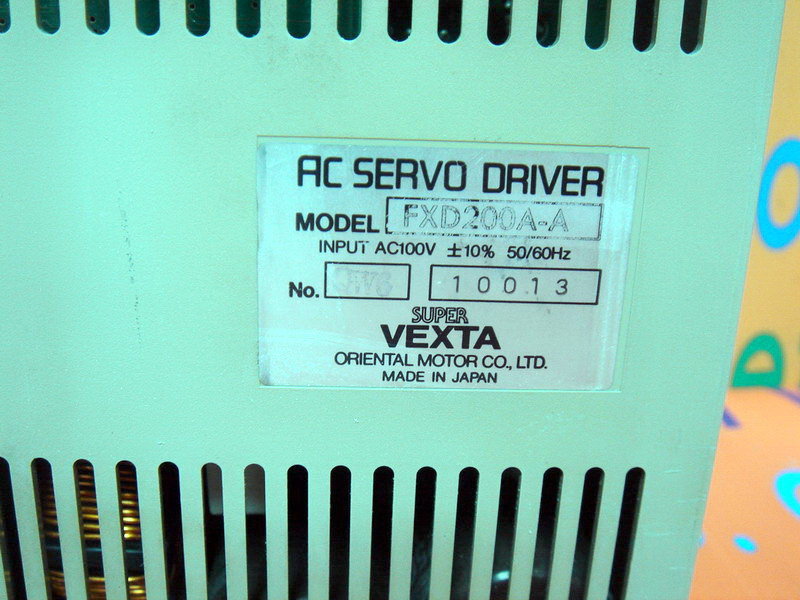 AC SERVO DRIVER
MODEL FXD200A-A
INPUT AC100V ±10% 50/60Hz
No. 10013
SUPER
VEXTA
ORIENTAL MOTOR CO., LTD.
MADE IN JAPAN